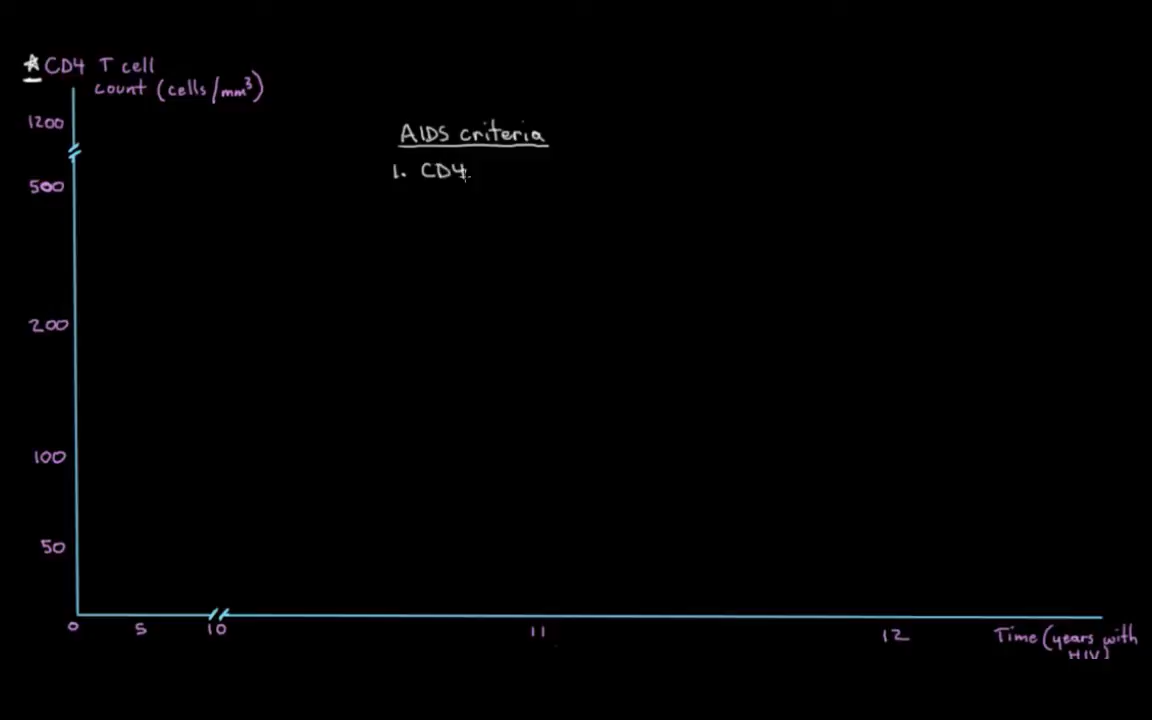 *CD4 T cell
count (cells/mm³)
1200
AIDS criteria
1. CD4
500
200
100
50
0 5 10 11 12 Time (years with
HIV)